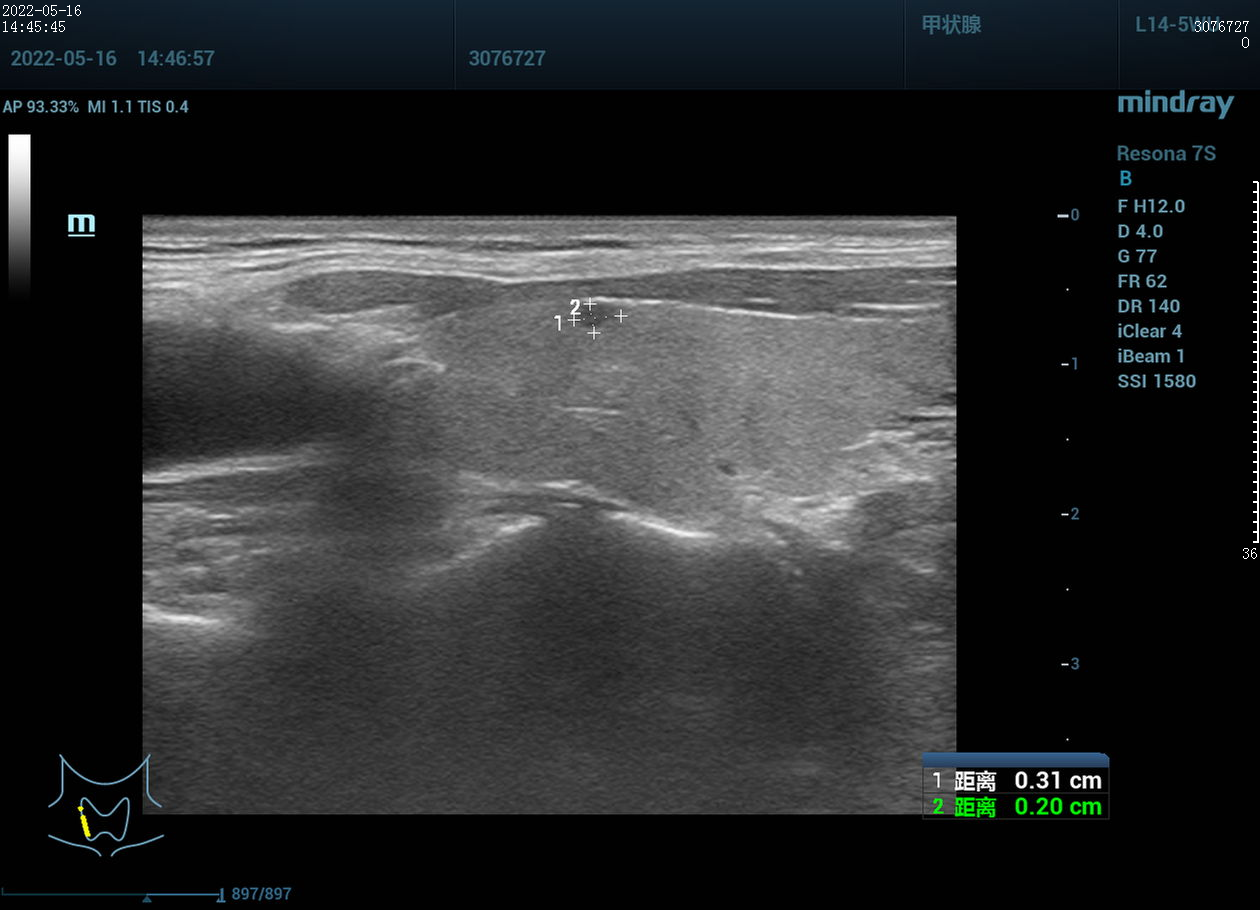 2022-05-16
14:45:45
2022-05-16 14:46:57
3076727
甲状腺
3076727
0
AP 93.33% MI 1.1 TIS 0.4
mindray
Resona 7S
B
F H12.0
D 4.0
G 77
FR 62
DR 140
iClear 4
iBeam 1
SSI 1580
m
0
1
2
3
2
1
36
1 距离 0.31 cm
2 距离 0.20 cm
897/897